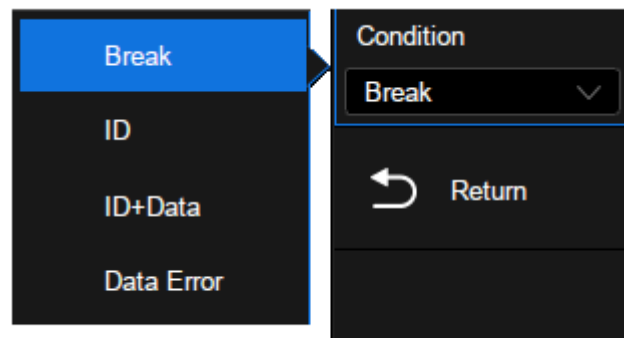 Break
ID
ID+Data
Data Error
Condition
Break
Return